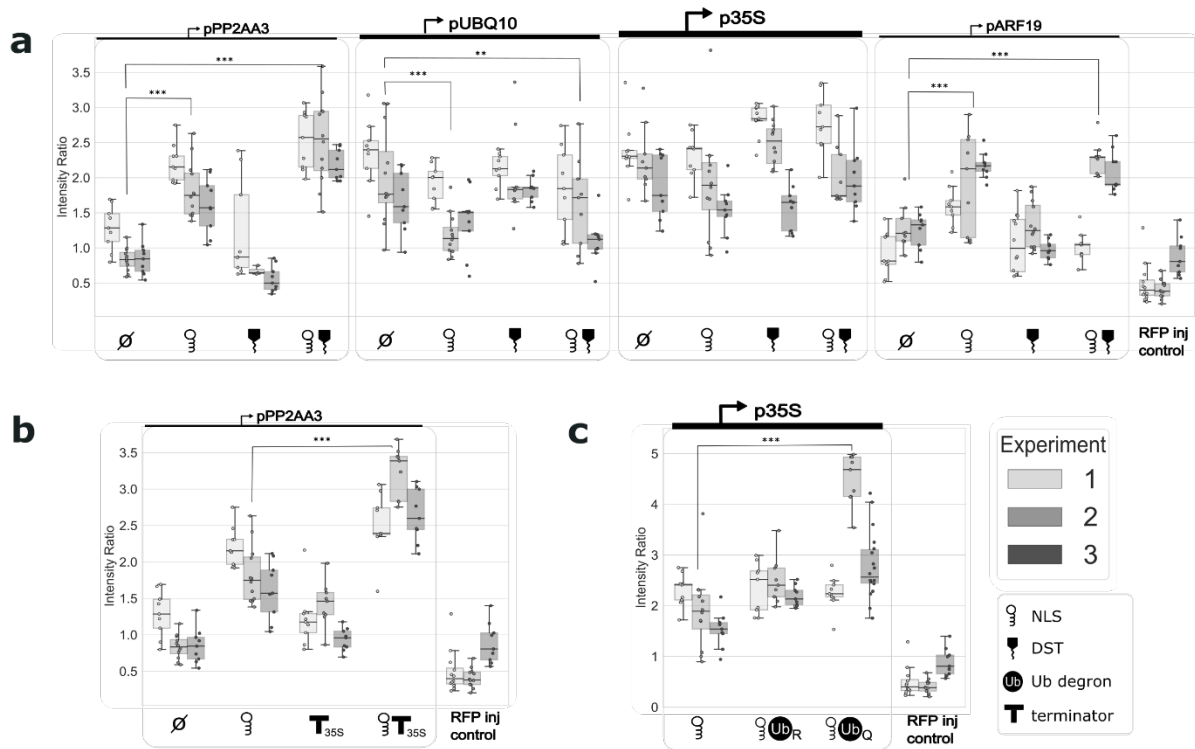 a
pPP2AA3
pUBQ10
p35S
pARF19
Intensity Ratio
3.5
3.0
2.5
2.0
1.5
1.0
0.5
***
***
**
***
***
***
Ø
Ø
Ø
Ø
RFP inj
control
b
pPP2AA3
Intensity Ratio
3.5
3.0
2.5
2.0
1.5
1.0
0.5
***
Ø
T35S
T35S
RFP inj
control
c
p35S
Intensity Ratio
5
4
3
2
1
0
***
Ub R
Ub Q
RFP inj
control
Experiment
1
2
3
NLS
DST
Ub Ub degron
T terminator